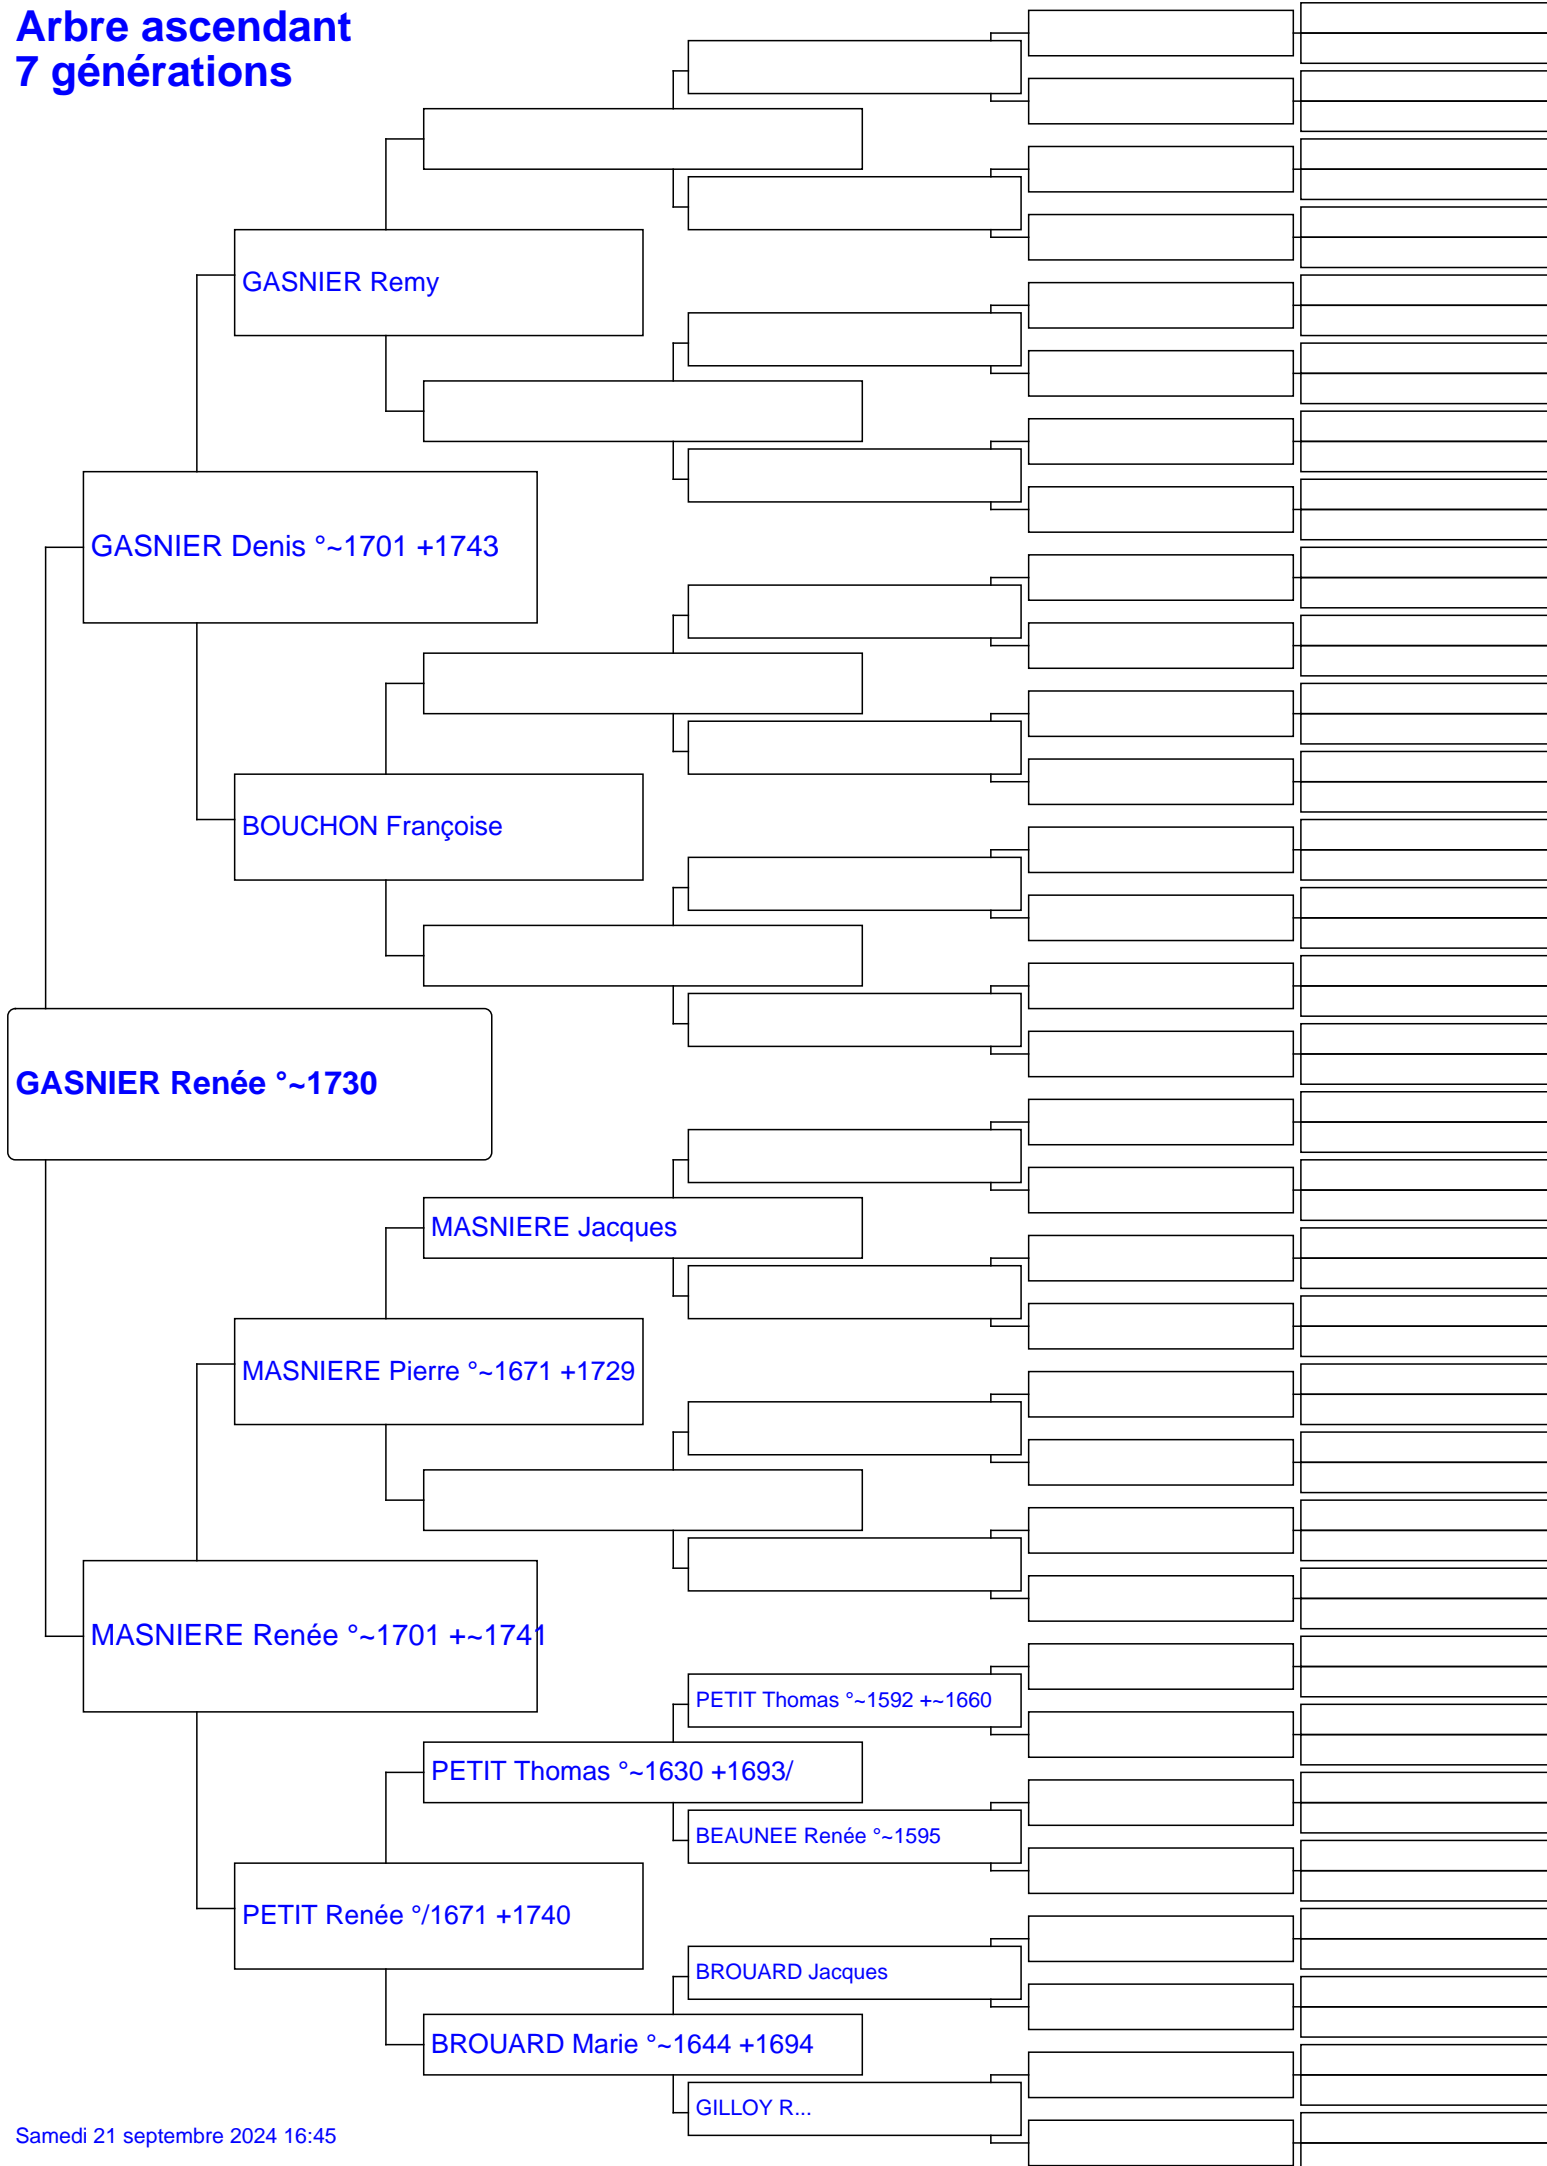 Arbre ascendant
7 générations
GASNIER Remy
GASNIER Denis °~1701 +1743
BOUCHON Françoise
GASNIER Renée °~1730
MASNIERE Jacques
MASNIERE Pierre °~1671 +1729
MASNIERE Renée °~1701 +~1741
PETIT Thomas °~1592 +~1660
PETIT Thomas °~1630 +1693/
BEAUNEE Renée °~1595
PETIT Renée °/1671 +1740
BROUARD Jacques
BROUARD Marie °~1644 +1694
GILLOY R...
Samedi 21 septembre 2024 16:45